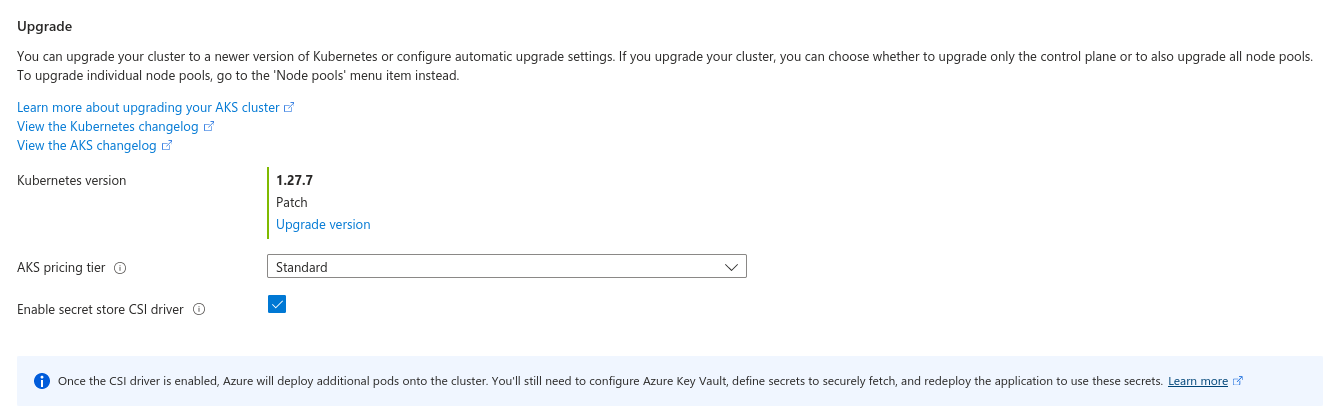 Upgrade
You can upgrade your cluster to a newer version of Kubernetes or configure automatic upgrade settings. If you upgrade your cluster, you can choose whether to upgrade only the control plane or to also upgrade all node pools.
To upgrade individual node pools, go to the 'Node pools' menu item instead.
Learn more about upgrading your AKS cluster
View the Kubernetes changelog
View the AKS changelog
Kubernetes version
1.27.7
Patch
Upgrade version
AKS pricing tier
Standard
Enable secret store CSI driver
Once the CSI driver is enabled, Azure will deploy additional pods onto the cluster. You'll still need to configure Azure Key Vault, define secrets to securely fetch, and redeploy the application to use these secrets. Learn more